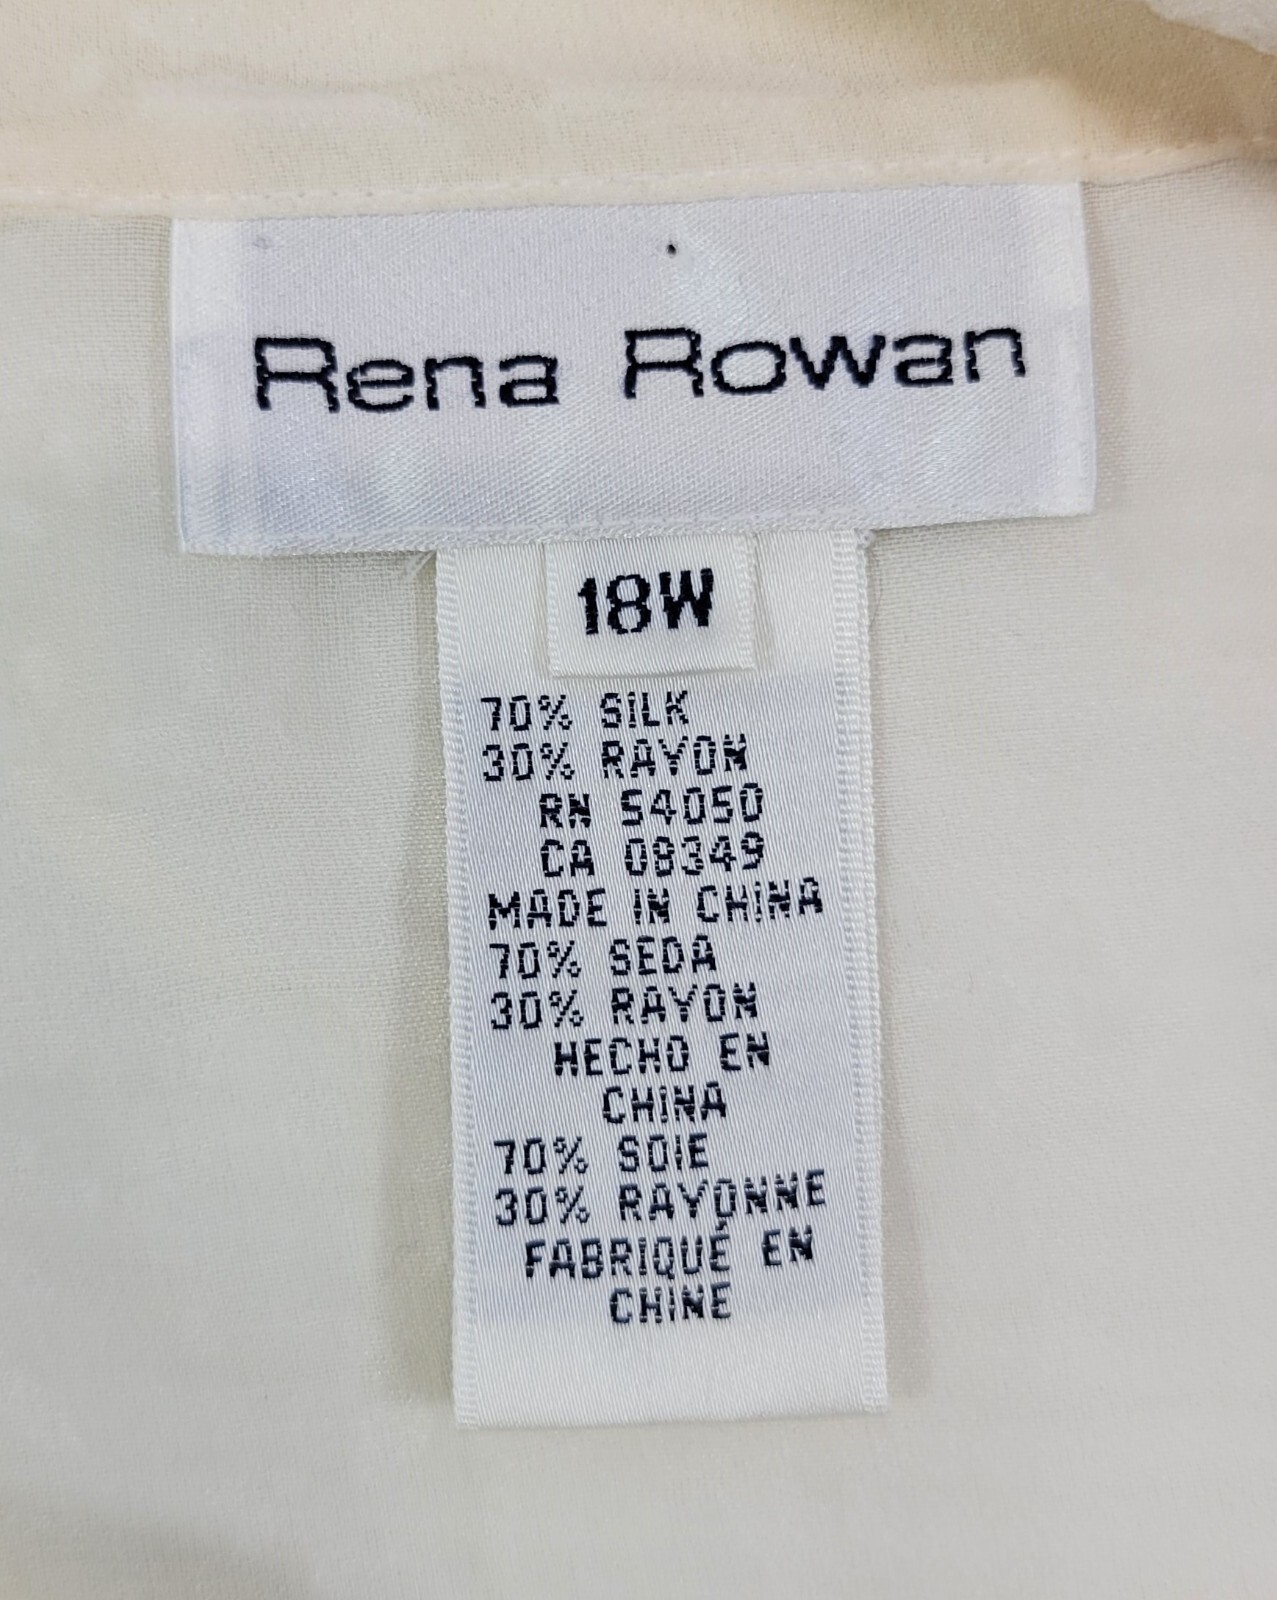 Rena Rowan
18W
70% SILK
30% RAYON
RN 54050
CA 08349
MADE IN CHINA
70% SEDA
30% RAYON
HECHO EN
CHINA
70% SOIE
30% RAYONNE
FABRIQUÉ EN
CHINE